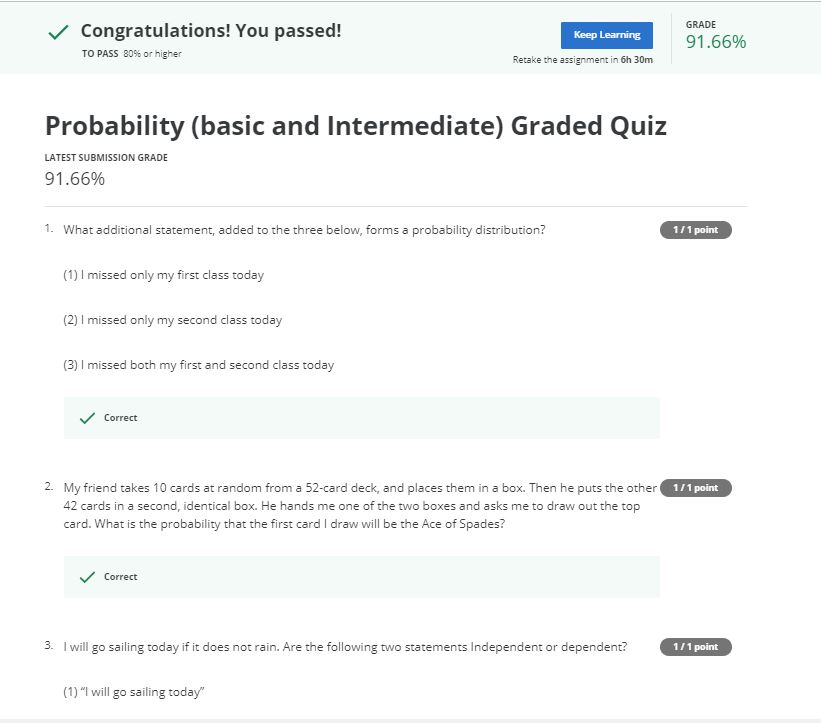 Congratulations! You passed!
TO PASS 80% or higher
Keep Learning
Retake the assignment in 6h 30m
GRADE
91.66%
Probability (basic and Intermediate) Graded Quiz
LATEST SUBMISSION GRADE
91.66%
1. What additional statement, added to the three below, forms a probability distribution?
1 / 1 point
(1) I missed only my first class today
(2) I missed only my second class today
(3) I missed both my first and second class today
Correct
2. My friend takes 10 cards at random from a 52-card deck, and places them in a box. Then he puts the other
1 / 1 point
42 cards in a second, identical box. He hands me one of the two boxes and asks me to draw out the top
card. What is the probability that the first card I draw will be the Ace of Spades?
Correct
3. I will go sailing today if it does not rain. Are the following two statements Independent or dependent?
1 / 1 point
(1) “I will go sailing today”